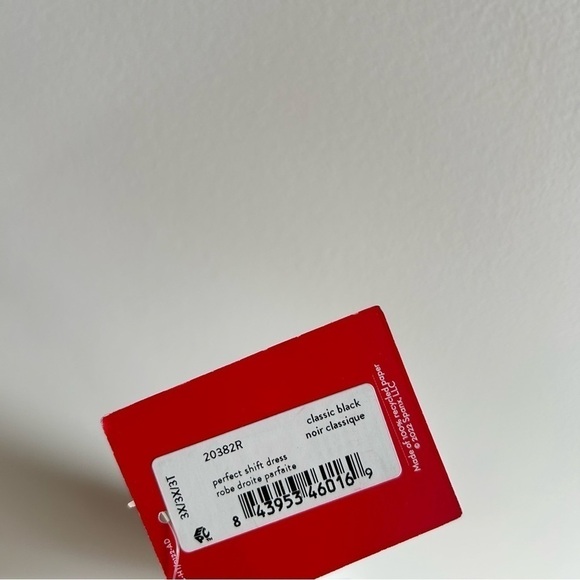 20382R
classic black
noir classique
perfect shift dress
robe droite parfaite
3X/3X/3T
8 43953 46016 9
Made of 100% recycled paper
© 2022 Spanx, LLC